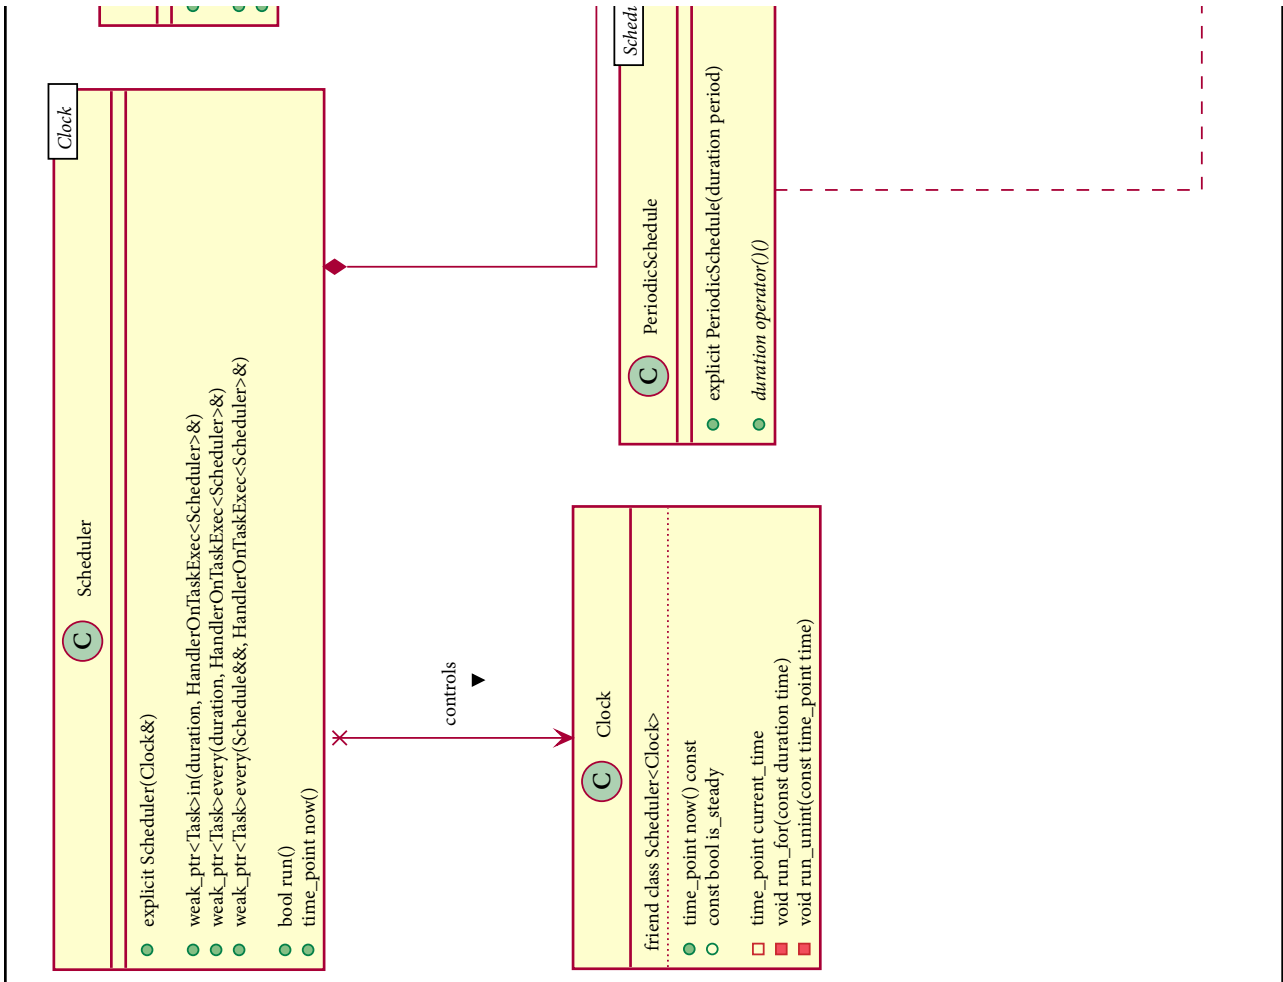 Clock
Scheduler
explicit Scheduler(Clock&)
weak_ptr<Task>in(duration, HandlerOnTaskExec<Scheduler>&)
weak_ptr<Task>every(duration, HandlerOnTaskExec<Scheduler>&)
weak_ptr<Task>every(Schedule&&, HandlerOnTaskExec<Scheduler>&)
bool run()
time_point now()
controls
PeriodicSchedule
explicit PeriodicSchedule(duration period)
duration operator()()
Clock
friend class Scheduler<Clock>
time_point now() const
const bool is_steady
time_point current_time
void run_for(const duration time)
void run_unint(const time_point time)